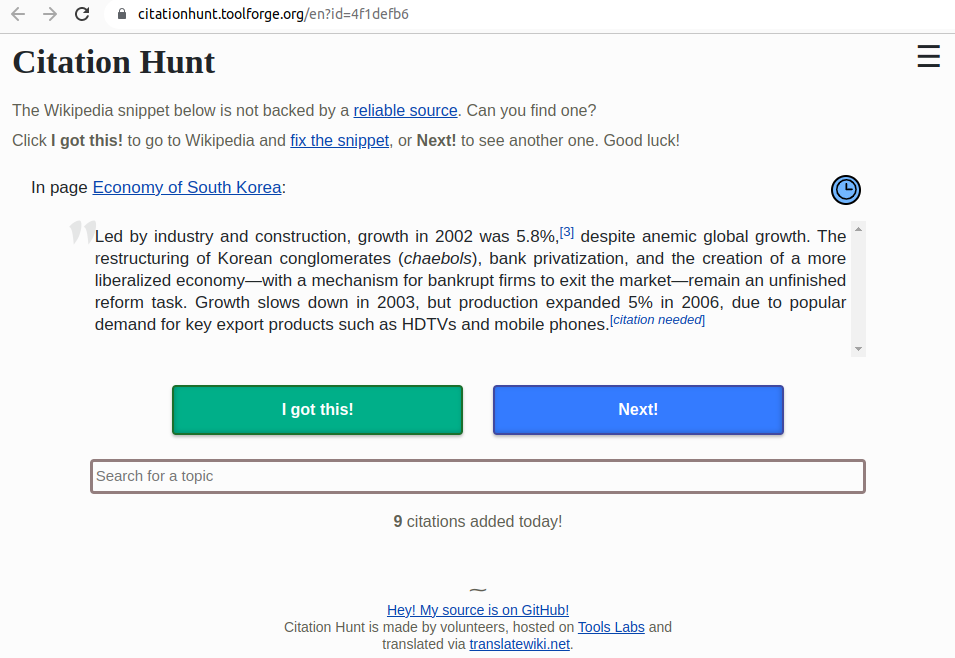 citationhunt.toolforge.org/en?id=4f1defb6
Citation Hunt
The Wikipedia snippet below is not backed by a reliable source. Can you find one?
Click I got this! to go to Wikipedia and fix the snippet, or Next! to see another one. Good luck!
In page Economy of South Korea:
Led by industry and construction, growth in 2002 was 5.8%,[3] despite anemic global growth. The
restructuring of Korean conglomerates (chaebols), bank privatization, and the creation of a more
liberalized economy—with a mechanism for bankrupt firms to exit the market—remain an unfinished
reform task. Growth slows down in 2003, but production expanded 5% in 2006, due to popular
demand for key export products such as HDTVs and mobile phones.[citation needed]
I got this!
Next!
Search for a topic
9 citations added today!
Hey! My source is on GitHub!
Citation Hunt is made by volunteers, hosted on Tools Labs and
translated via translatewiki.net.